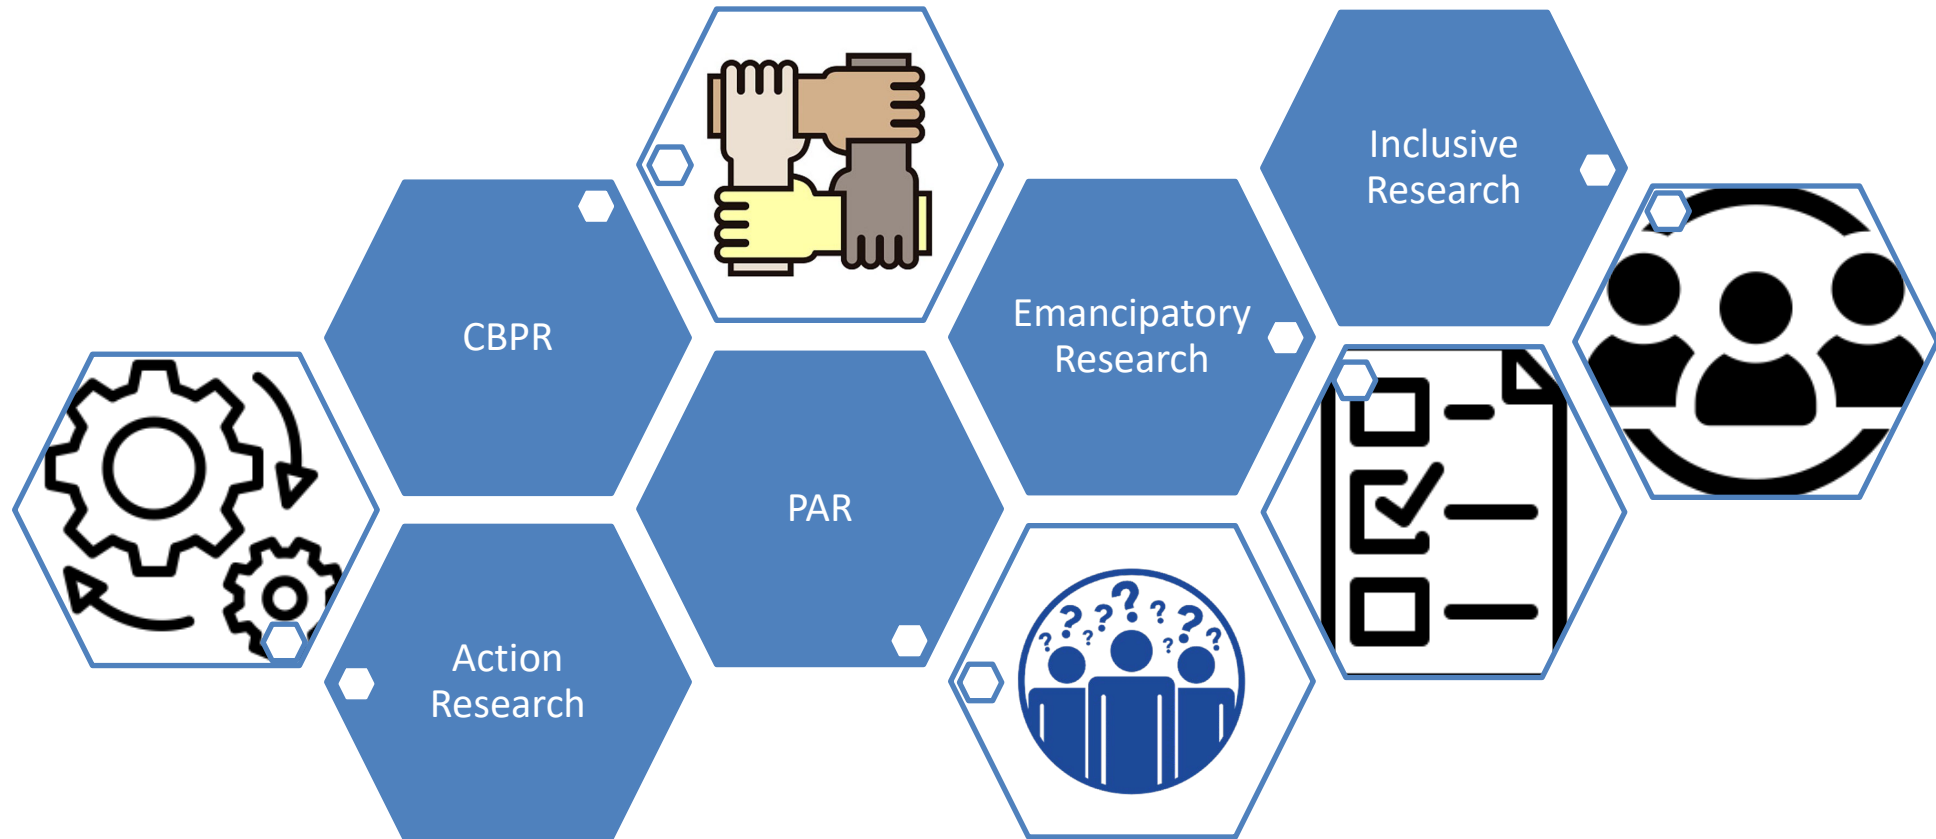 CBPR
Action
Research
PAR
Emancipatory
Research
Inclusive
Research
? ? ? ? ? ? ? ?